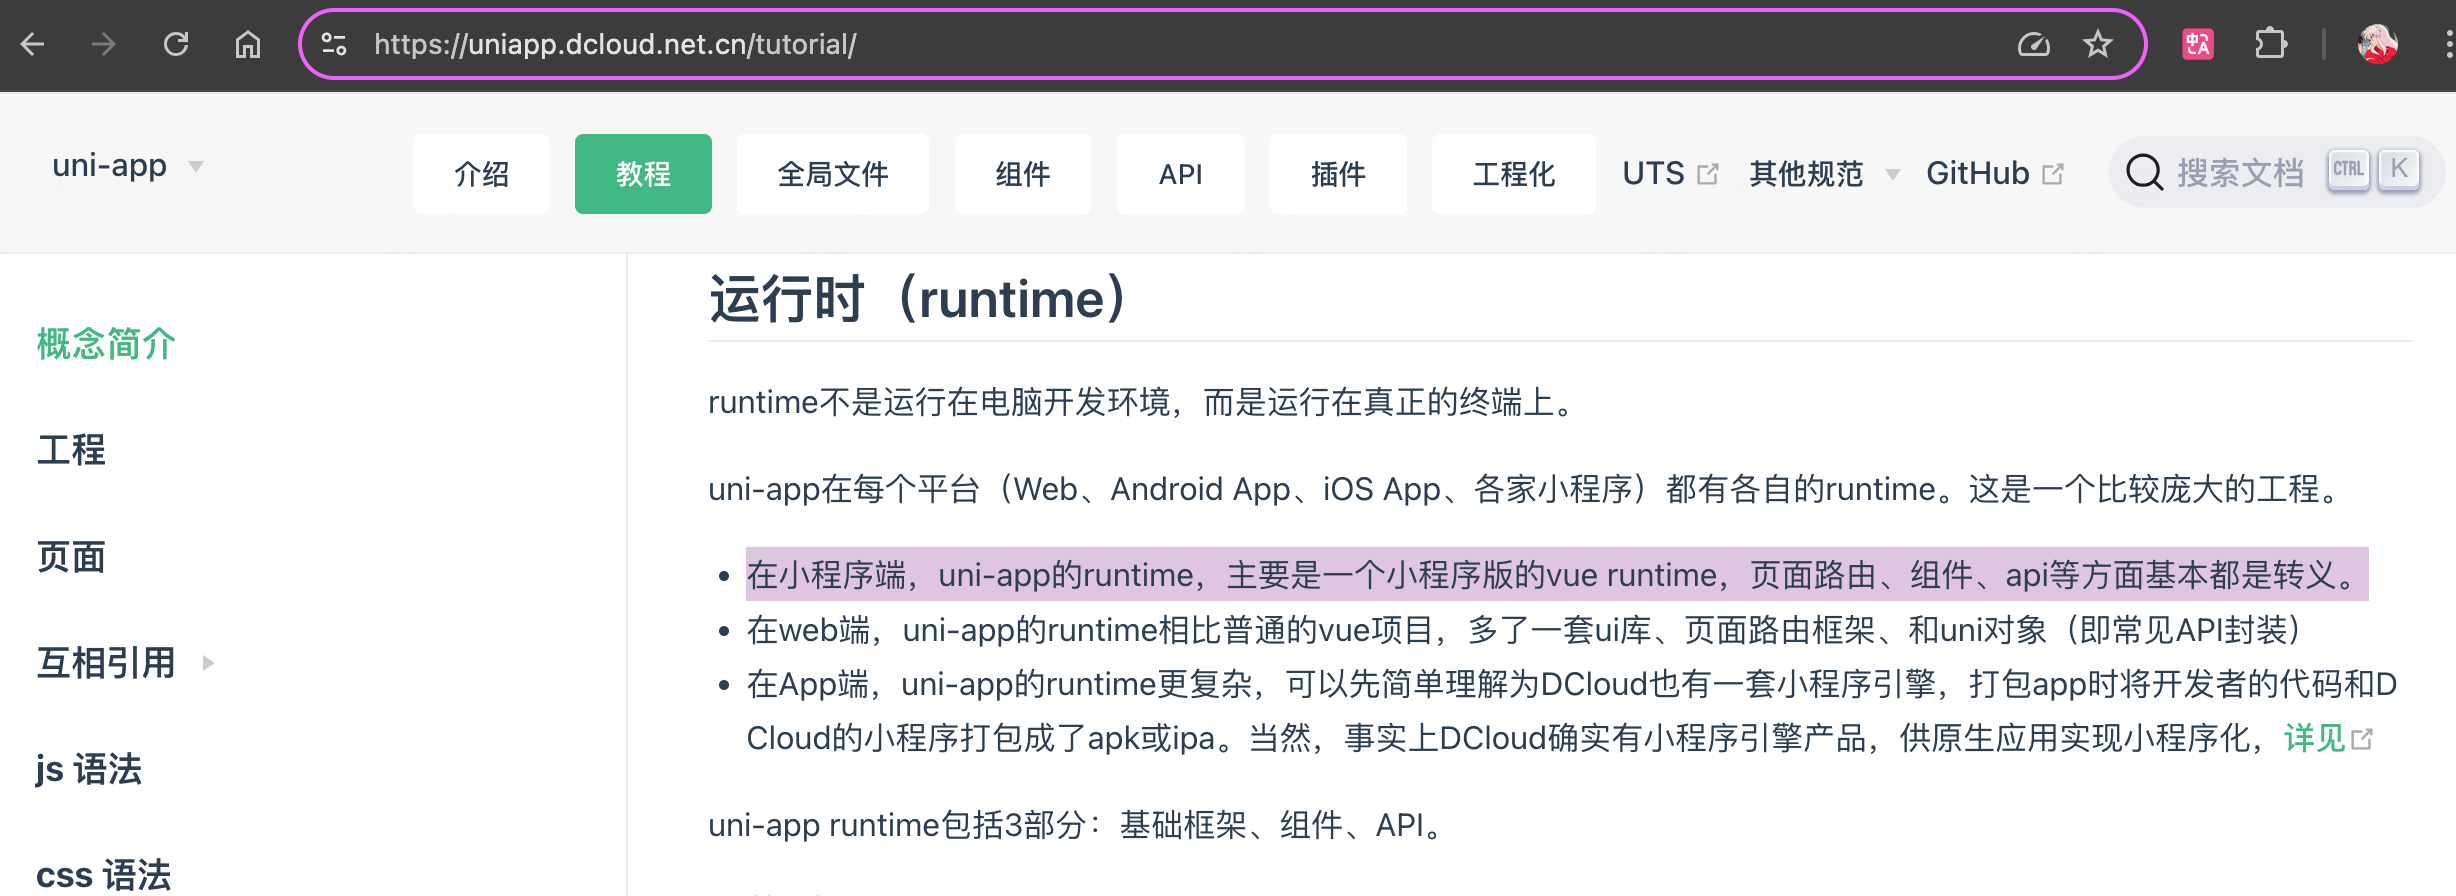 https://uniapp.dcloud.net.cn/tutorial/
uni-app 介绍 教程 全局文件 组件 API 插件 工程化 UTS 其他规范 GitHub 搜索文档 CTRL K
概念简介
工程
页面
互相引用
js 语法
css 语法
运行时（runtime）
runtime不是运行在电脑开发环境，而是运行在真正的终端上。
uni-app在每个平台（Web、Android App、iOS App、各家小程序）都有各自的runtime。这是一个比较庞大的工程。
在小程序端，uni-app的runtime，主要是一个小程序版的vue runtime，页面路由、组件、api等方面基本都是转义。
在web端，uni-app的runtime相比普通的vue项目，多了一套ui库、页面路由框架、和uni对象（即常见API封装）
在App端，uni-app的runtime更复杂，可以先简单理解为DCloud也有一套小程序引擎，打包app时将开发者的代码和D
Cloud的小程序打包成了apk或ipa。当然，事实上DCloud确实有小程序引擎产品，供原生应用实现小程序化，详见
uni-app runtime包括3部分：基础框架、组件、API。